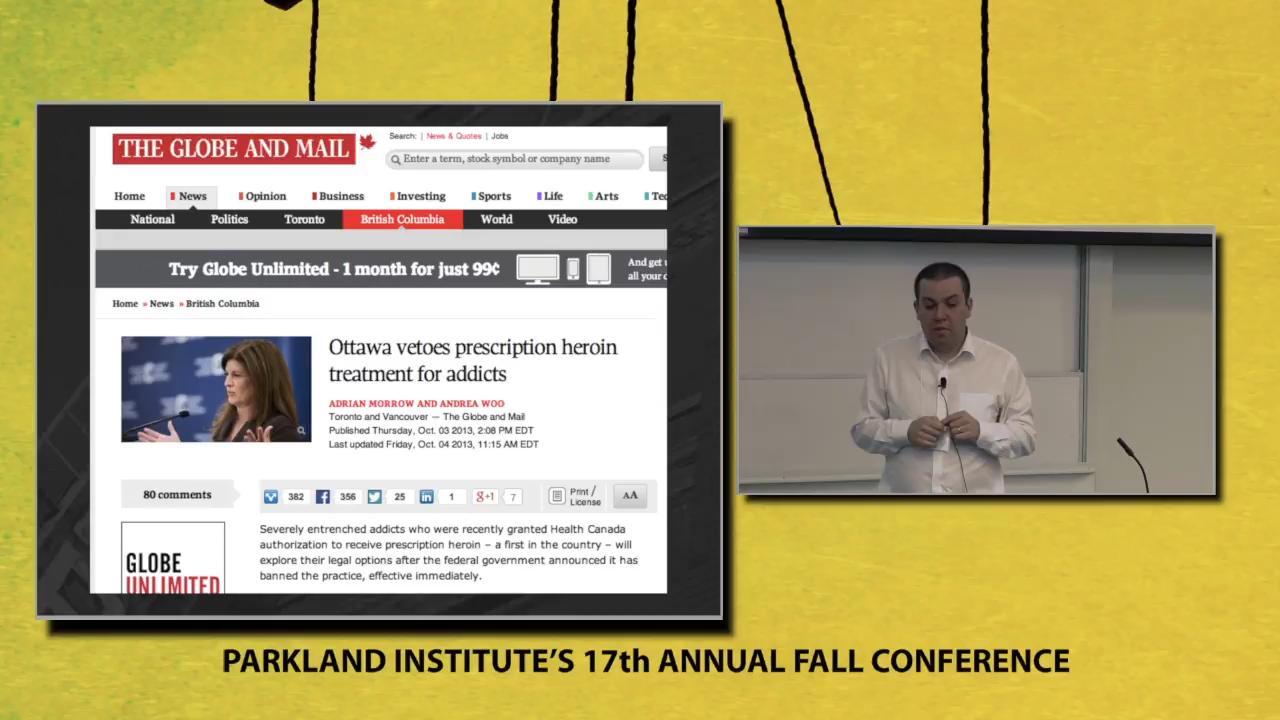 THE GLOBE AND MAIL
Search: | News & Quotes | Jobs
Enter a term, stock symbol or company name
S
Home News Opinion Business Investing Sports Life Arts Tec
National Politics Toronto British Columbia World Video
Try Globe Unlimited - 1 month for just 99¢
And get u
all your d
Home » News » British Columbia
Ottawa vetoes prescription heroin
treatment for addicts
ADRIAN MORROW AND ANDREA WOO
Toronto and Vancouver — The Globe and Mail
Published Thursday, Oct. 03 2013, 2:08 PM EDT
Last updated Friday, Oct. 04 2013, 11:15 AM EDT
80 comments
382 356 25 in 1 g+1 7 Print /
License AA
Severely entrenched addicts who were recently granted Health Canada
authorization to receive prescription heroin – a first in the country – will
explore their legal options after the federal government announced it has
banned the practice, effective immediately.
GLOBE
UNLIMITED
PARKLAND INSTITUTE'S 17th ANNUAL FALL CONFERENCE